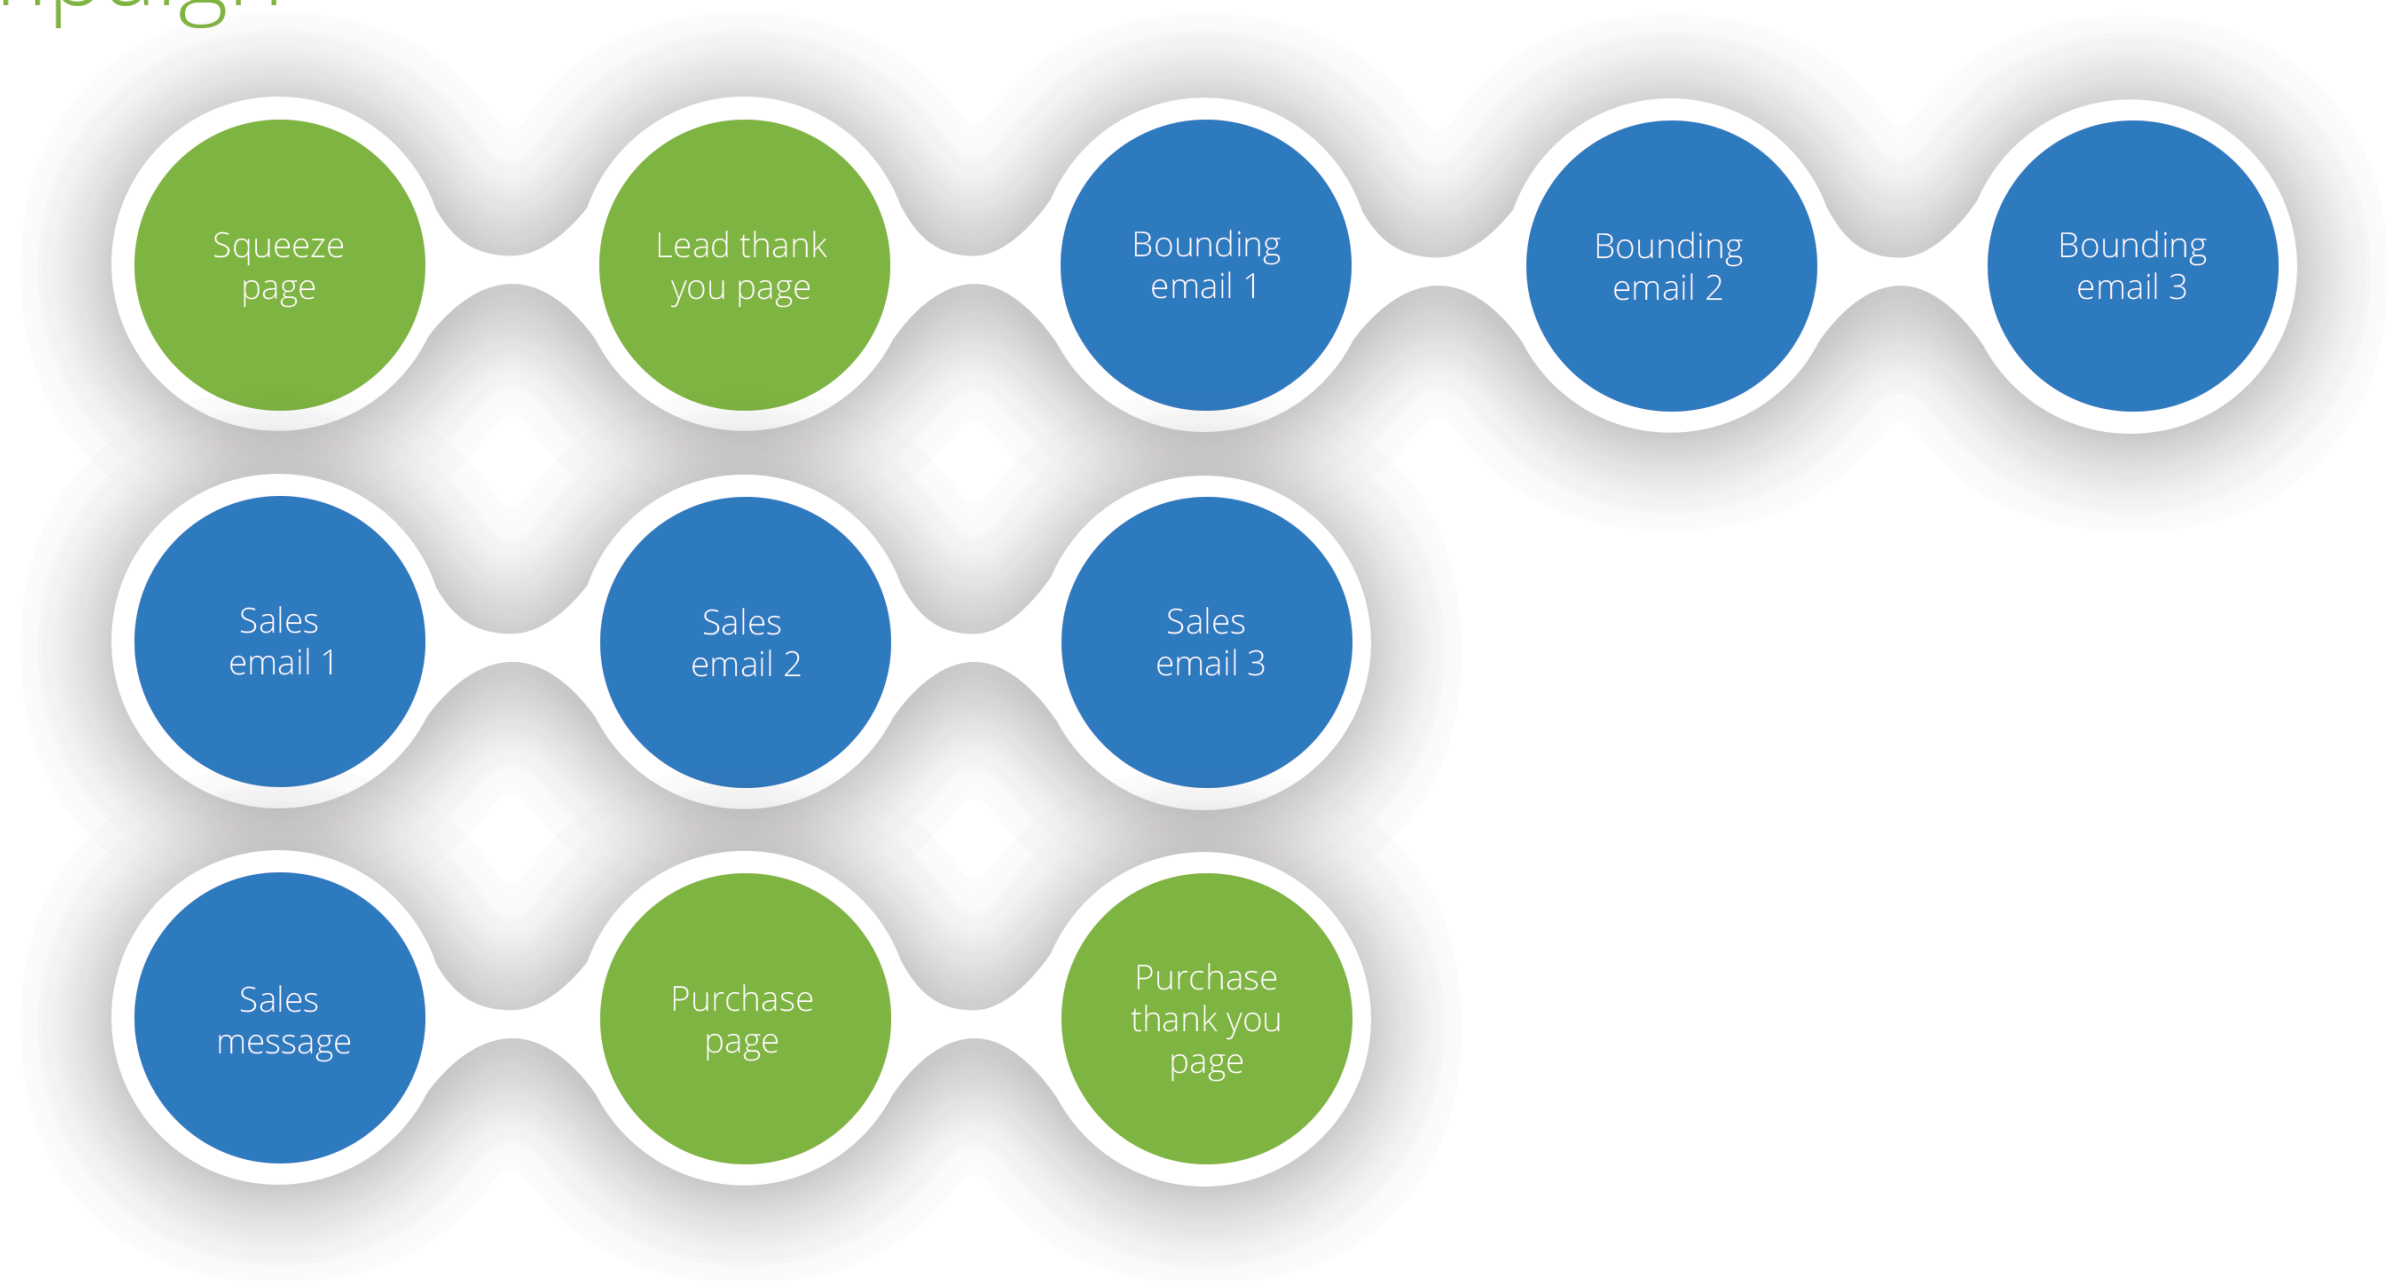 Squeeze
page
Lead thank
you page
Bounding
email 1
Bounding
email 2
Bounding
email 3
Sales
email 1
Sales
email 2
Sales
email 3
Sales
message
Purchase
page
Purchase
thank you
page